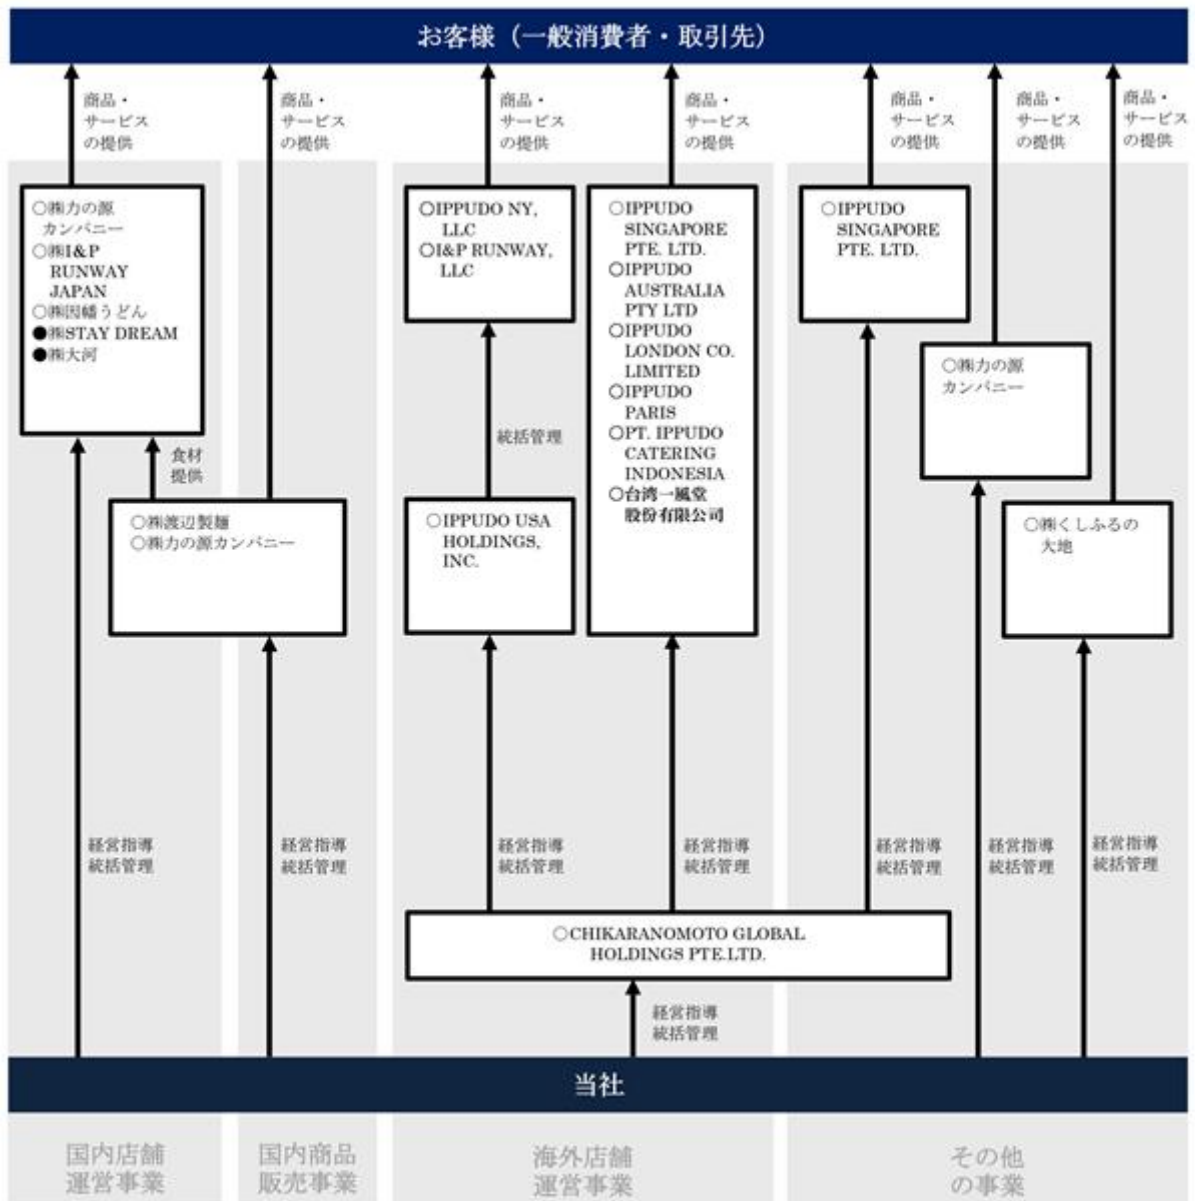 お客様（一般消費者・取引先）
商品・
サービス
の提供
商品・
サービス
の提供
商品・
サービス
の提供
商品・
サービス
の提供
商品・
サービス
の提供
商品・
サービス
の提供
商品・
サービス
の提供
○㈱力の源
カンパニー
○㈱I&P
RUNWAY
JAPAN
○㈱因幡うどん
●㈱STAY DREAM
●㈱大河
食材
提供
○㈱渡辺製麺
○㈱力の源カンパニー
○IPPUDO NY,
LLC
○I&P RUNWAY,
LLC
統括管理
○IPPUDO USA
HOLDINGS,
INC.
○IPPUDO
SINGAPORE
PTE. LTD.
○IPPUDO
AUSTRALIA
PTY LTD
○IPPUDO
LONDON CO.
LIMITED
○IPPUDO
PARIS
○PT. IPPUDO
CATERING
INDONESIA
○台湾一風堂
股份有限公司
○IPPUDO
SINGAPORE
PTE. LTD.
○㈱力の源
カンパニー
○㈱くしふるの
大地
経営指導
統括管理
経営指導
統括管理
経営指導
統括管理
経営指導
統括管理
経営指導
統括管理
経営指導
統括管理
経営指導
統括管理
○CHIKARANOMOTO GLOBAL
HOLDINGS PTE.LTD.
経営指導
統括管理
当社
国内店舗
運営事業
国内商品
販売事業
海外店舗
運営事業
その他
の事業